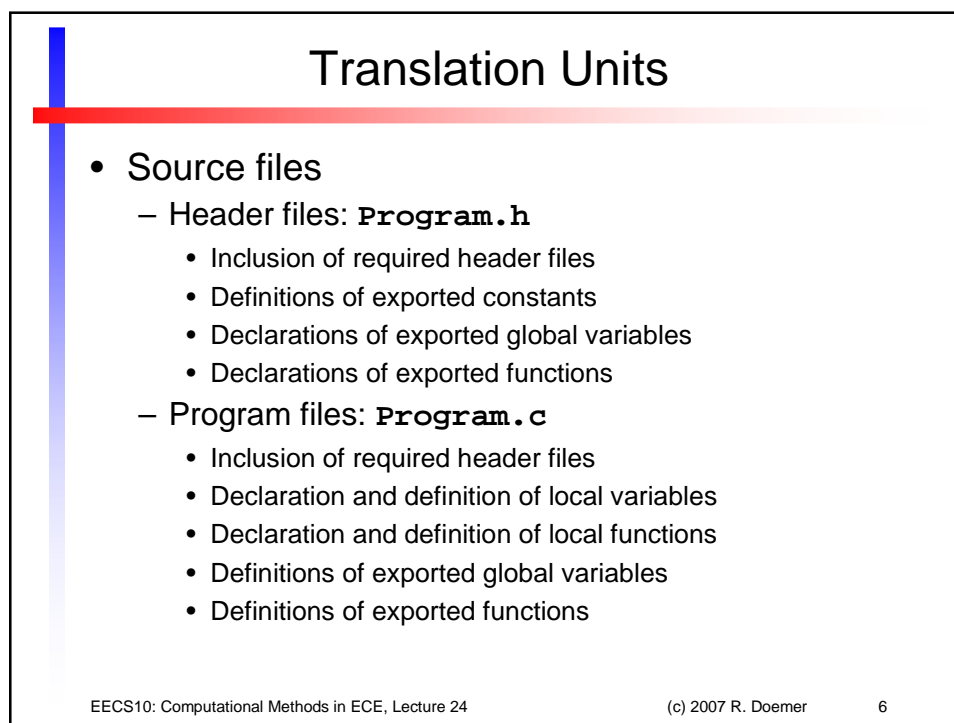 Translation Units
• Source files
– Header files: Program.h
• Inclusion of required header files
• Definitions of exported constants
• Declarations of exported global variables
• Declarations of exported functions
– Program files: Program.c
• Inclusion of required header files
• Declaration and definition of local variables
• Declaration and definition of local functions
• Definitions of exported global variables
• Definitions of exported functions
EECS10: Computational Methods in ECE, Lecture 24 (c) 2007 R. Doemer 6